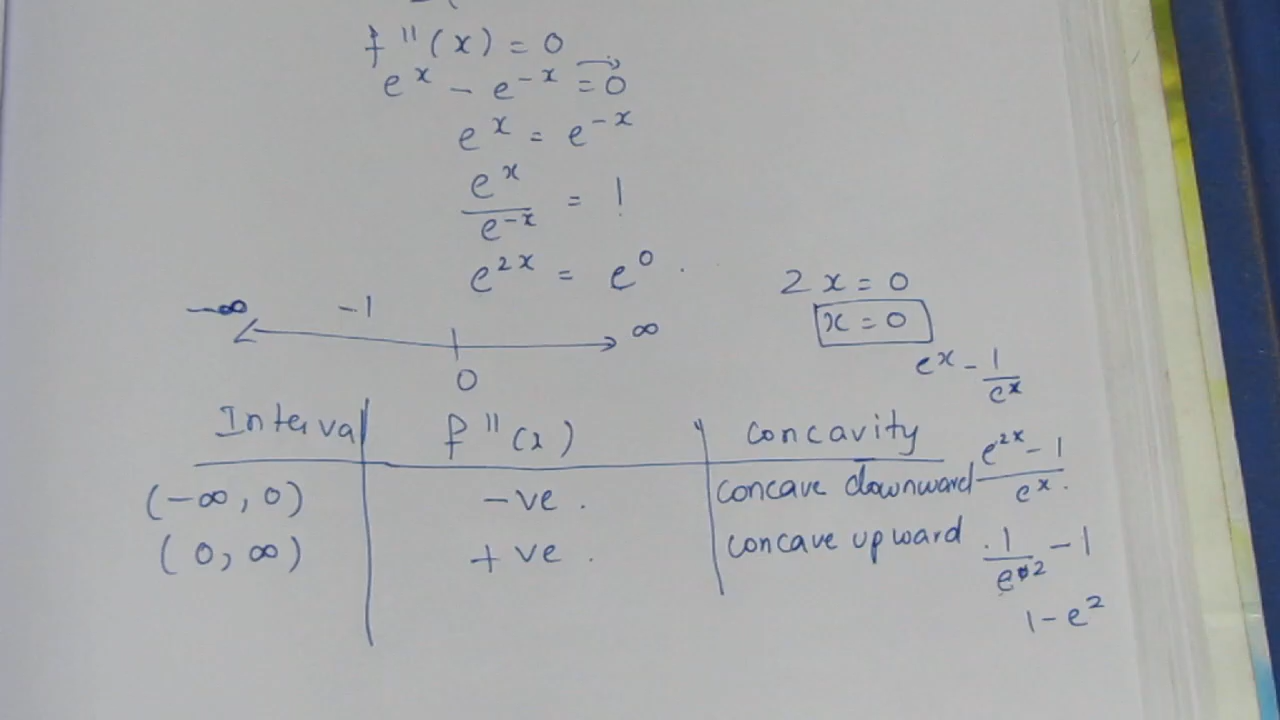 f''(x) = 0
e^x - e^{-x} = 0
e^x = e^{-x}
e^x / e^{-x} = 1
e^{2x} = e^0 .
2x = 0
x = 0
-∞ -1 0 ∞
e^x - 1/e^x
Interval f''(x) concavity
(-∞, 0) -ve . concave downward
(0, ∞) +ve . concave upward
(e^{2x} - 1) / e^x .
. 1/e^2 - 1
1 - e^2